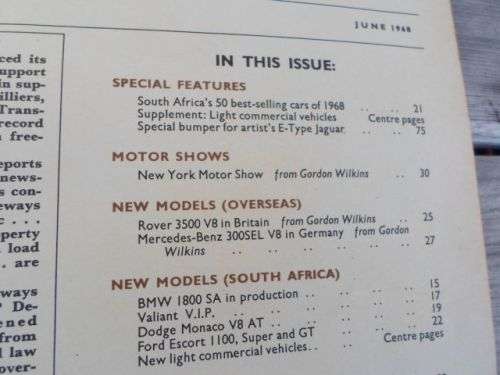 ced its
upport
in sup-
illiers,
Trans-
record
free-
reports
news-
s con-
eways
c . . .
perty
load
. are
ways
? De-
ened
from
d law
over-
JUNE 1968
IN THIS ISSUE:
SPECIAL FEATURES
South Africa's 50 best-selling cars of 1968 .. .. 21
Supplement: Light commercial vehicles Centre pages
Special bumper for artist's E-Type Jaguar .. .. 75
MOTOR SHOWS
New York Motor Show from Gordon Wilkins .. 30
NEW MODELS (OVERSEAS)
Rover 3500 V8 in Britain from Gordon Wilkins .. 25
Mercedes-Benz 300SEL V8 in Germany from Gordon
Wilkins .. .. .. .. .. .. 27
NEW MODELS (SOUTH AFRICA)
BMW 1800 SA in production .. .. .. .. 15
Valiant V.I.P. .. .. .. .. .. 17
Dodge Monaco V8 AT .. .. .. .. 19
Ford Escort 1100, Super and GT .. .. .. 22
New light commercial vehicles .. .. Centre pages